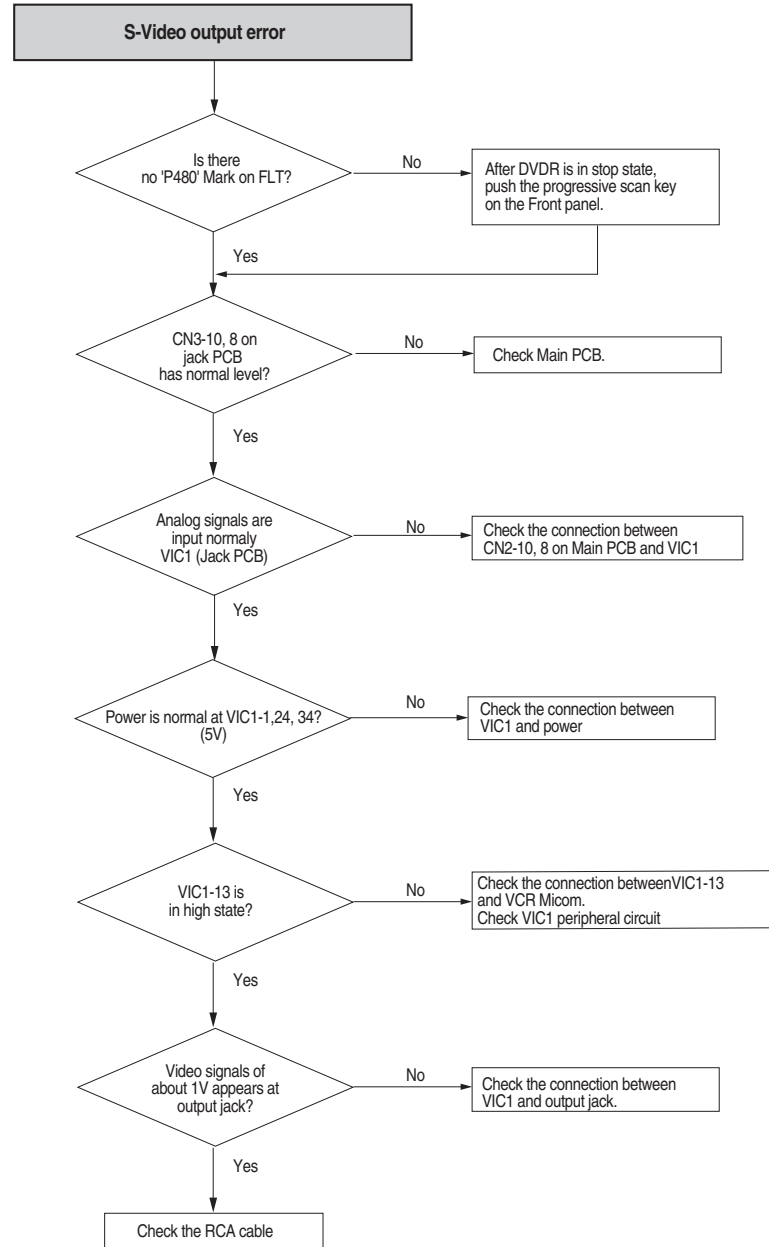 S-Video output error
Is there
no 'P480' Mark on FLT?
No
After DVDR is in stop state,
push the progressive scan key
on the Front panel.
Yes
CN3-10, 8 on
jack PCB
has normal level?
No
Check Main PCB.
Yes
Analog signals are
input normaly
VIC1 (Jack PCB)
No
Check the connection between
CN2-10, 8 on Main PCB and VIC1
Yes
Power is normal at VIC1-1,24, 34?
(5V)
No
Check the connection between
VIC1 and power
Yes
VIC1-13 is
in high state?
No
Check the connection betweenVIC1-13
and VCR Micom.
Check VIC1 peripheral circuit
Yes
Video signals of
about 1V appears at
output jack?
No
Check the connection between
VIC1 and output jack.
Yes
Check the RCA cable